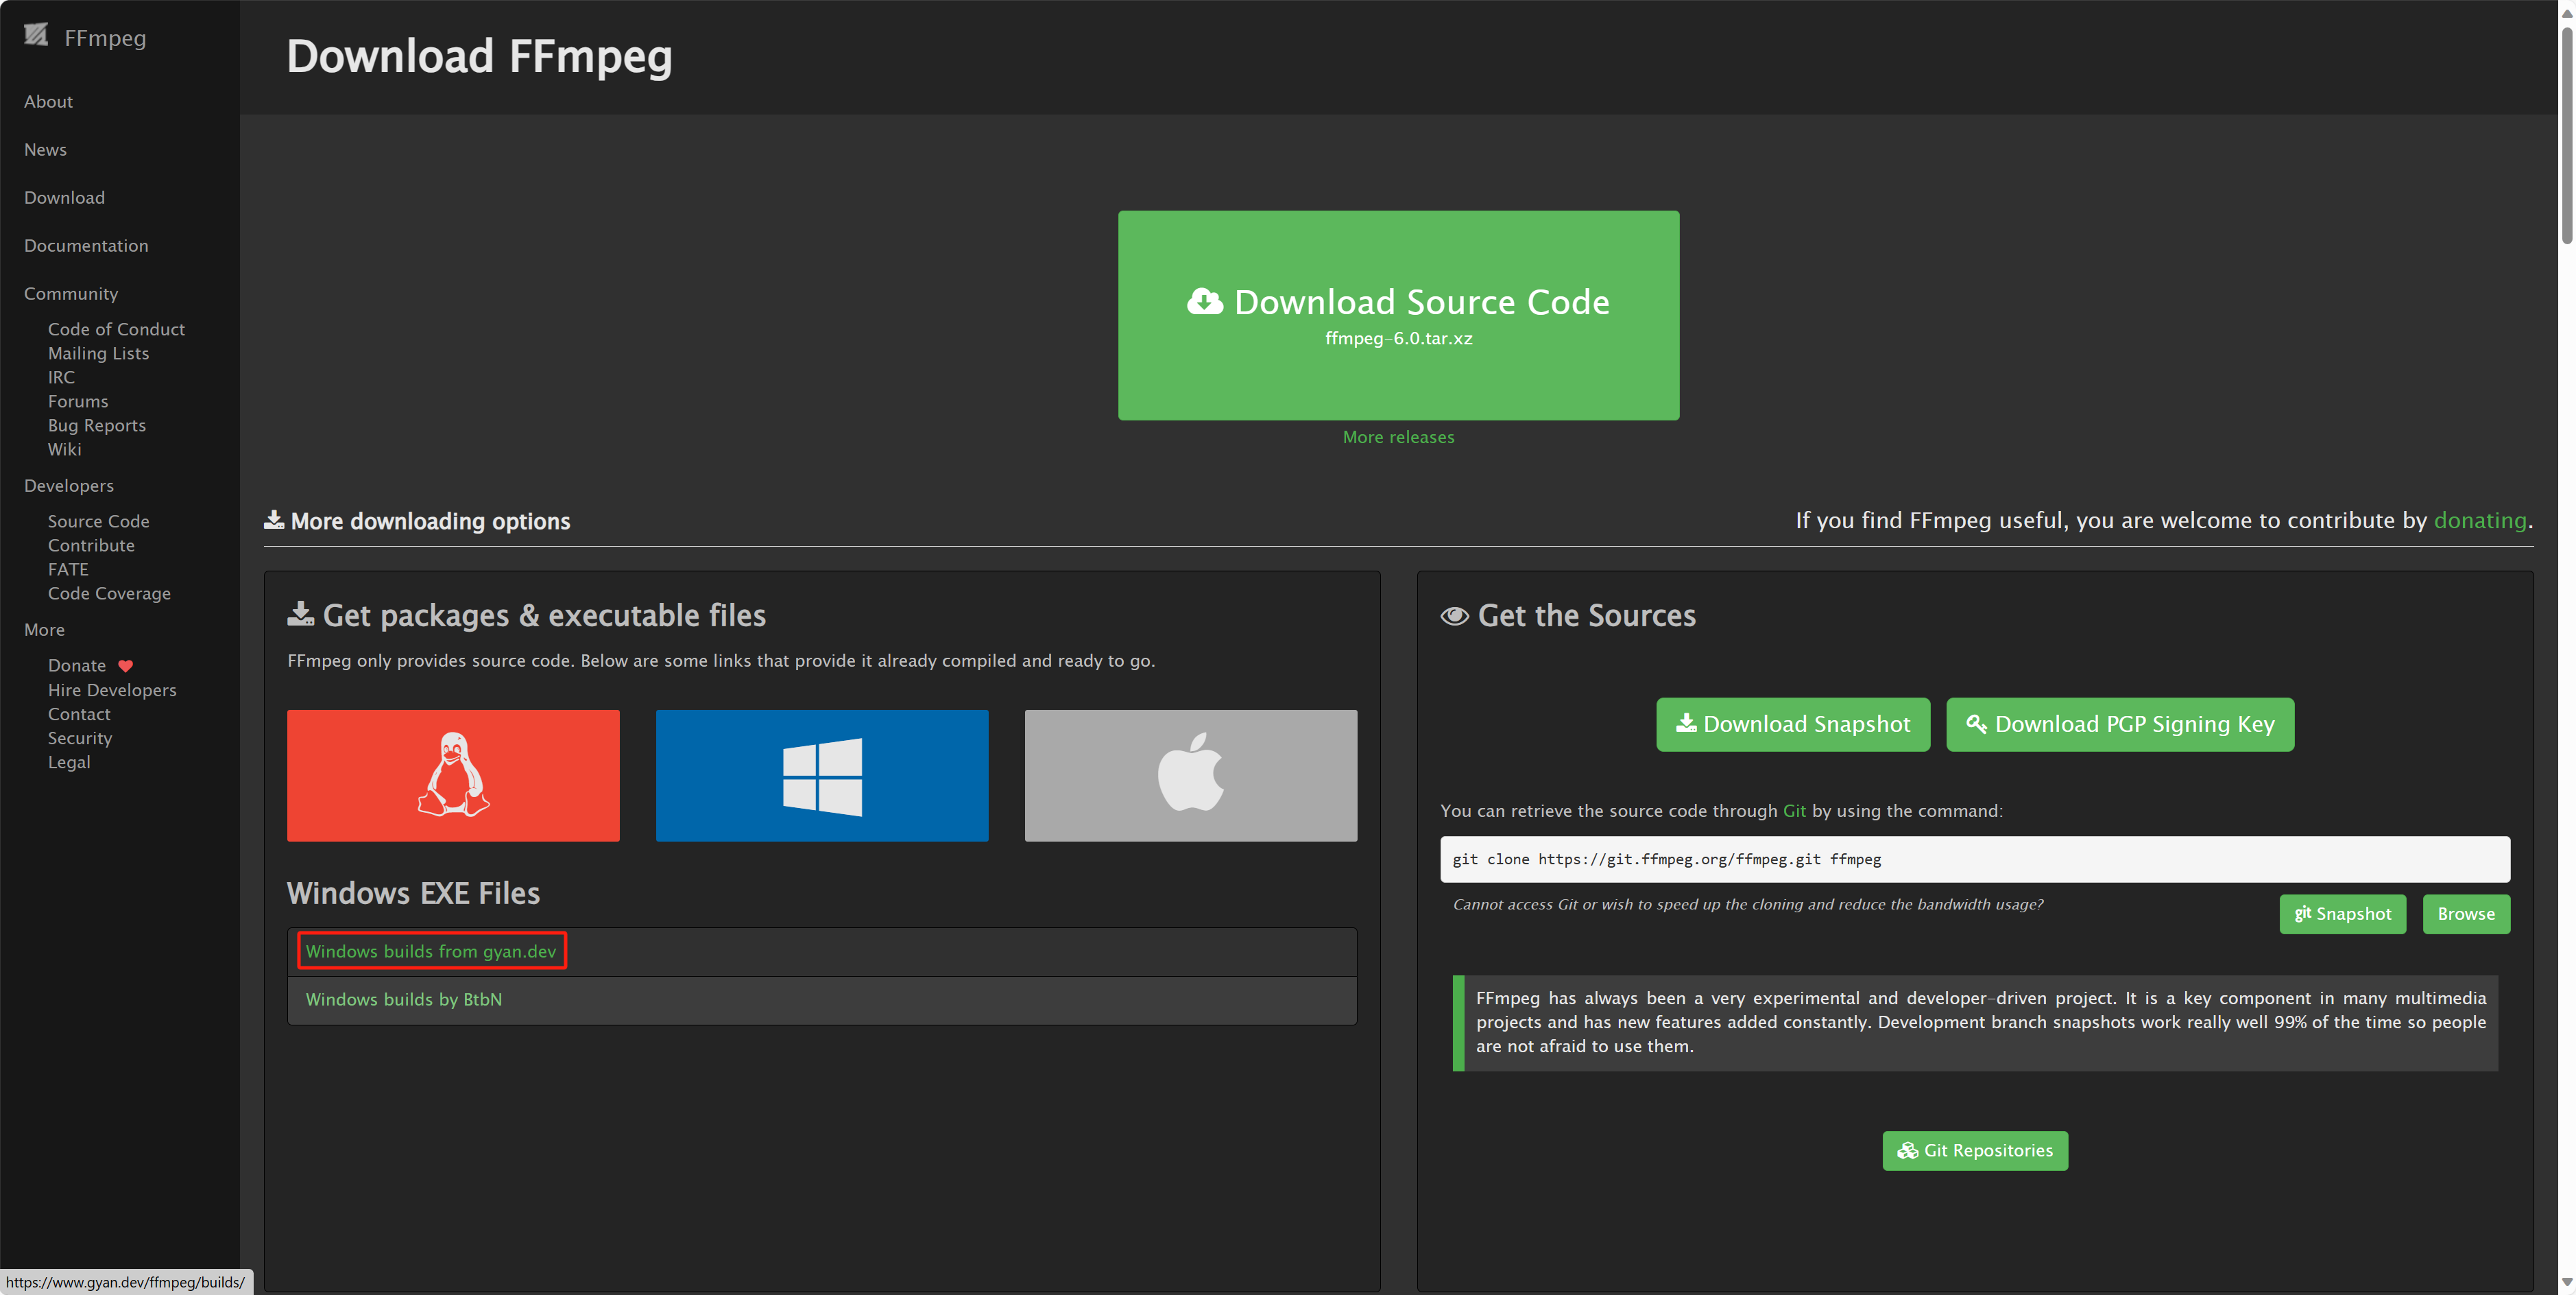 FFmpeg
About
News
Download
Documentation
Community
Code of Conduct
Mailing Lists
IRC
Forums
Bug Reports
Wiki
Developers
Source Code
Contribute
FATE
Code Coverage
More
Donate
Hire Developers
Contact
Security
Legal
Download FFmpeg
Download Source Code
ffmpeg-6.0.tar.xz
More releases
More downloading options
If you find FFmpeg useful, you are welcome to contribute by donating.
Get packages & executable files
FFmpeg only provides source code. Below are some links that provide it already compiled and ready to go.
Windows EXE Files
Windows builds from gyan.dev
Windows builds by BtbN
Get the Sources
Download Snapshot
Download PGP Signing Key
You can retrieve the source code through Git by using the command:
git clone https://git.ffmpeg.org/ffmpeg.git ffmpeg
Cannot access Git or wish to speed up the cloning and reduce the bandwidth usage?
git Snapshot
Browse
FFmpeg has always been a very experimental and developer-driven project. It is a key component in many multimedia
projects and has new features added constantly. Development branch snapshots work really well 99% of the time so people
are not afraid to use them.
Git Repositories
https://www.gyan.dev/ffmpeg/builds/